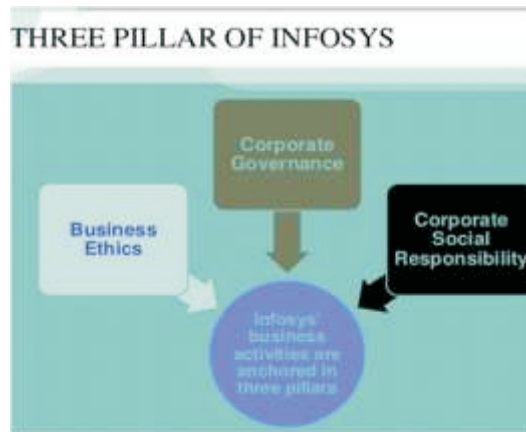 THREE PILLAR OF INFOSYS
Corporate
Governance
Business
Ethics
Corporate
Social
Responsibility
Infosys'
business
activities are
anchored in
three pillars